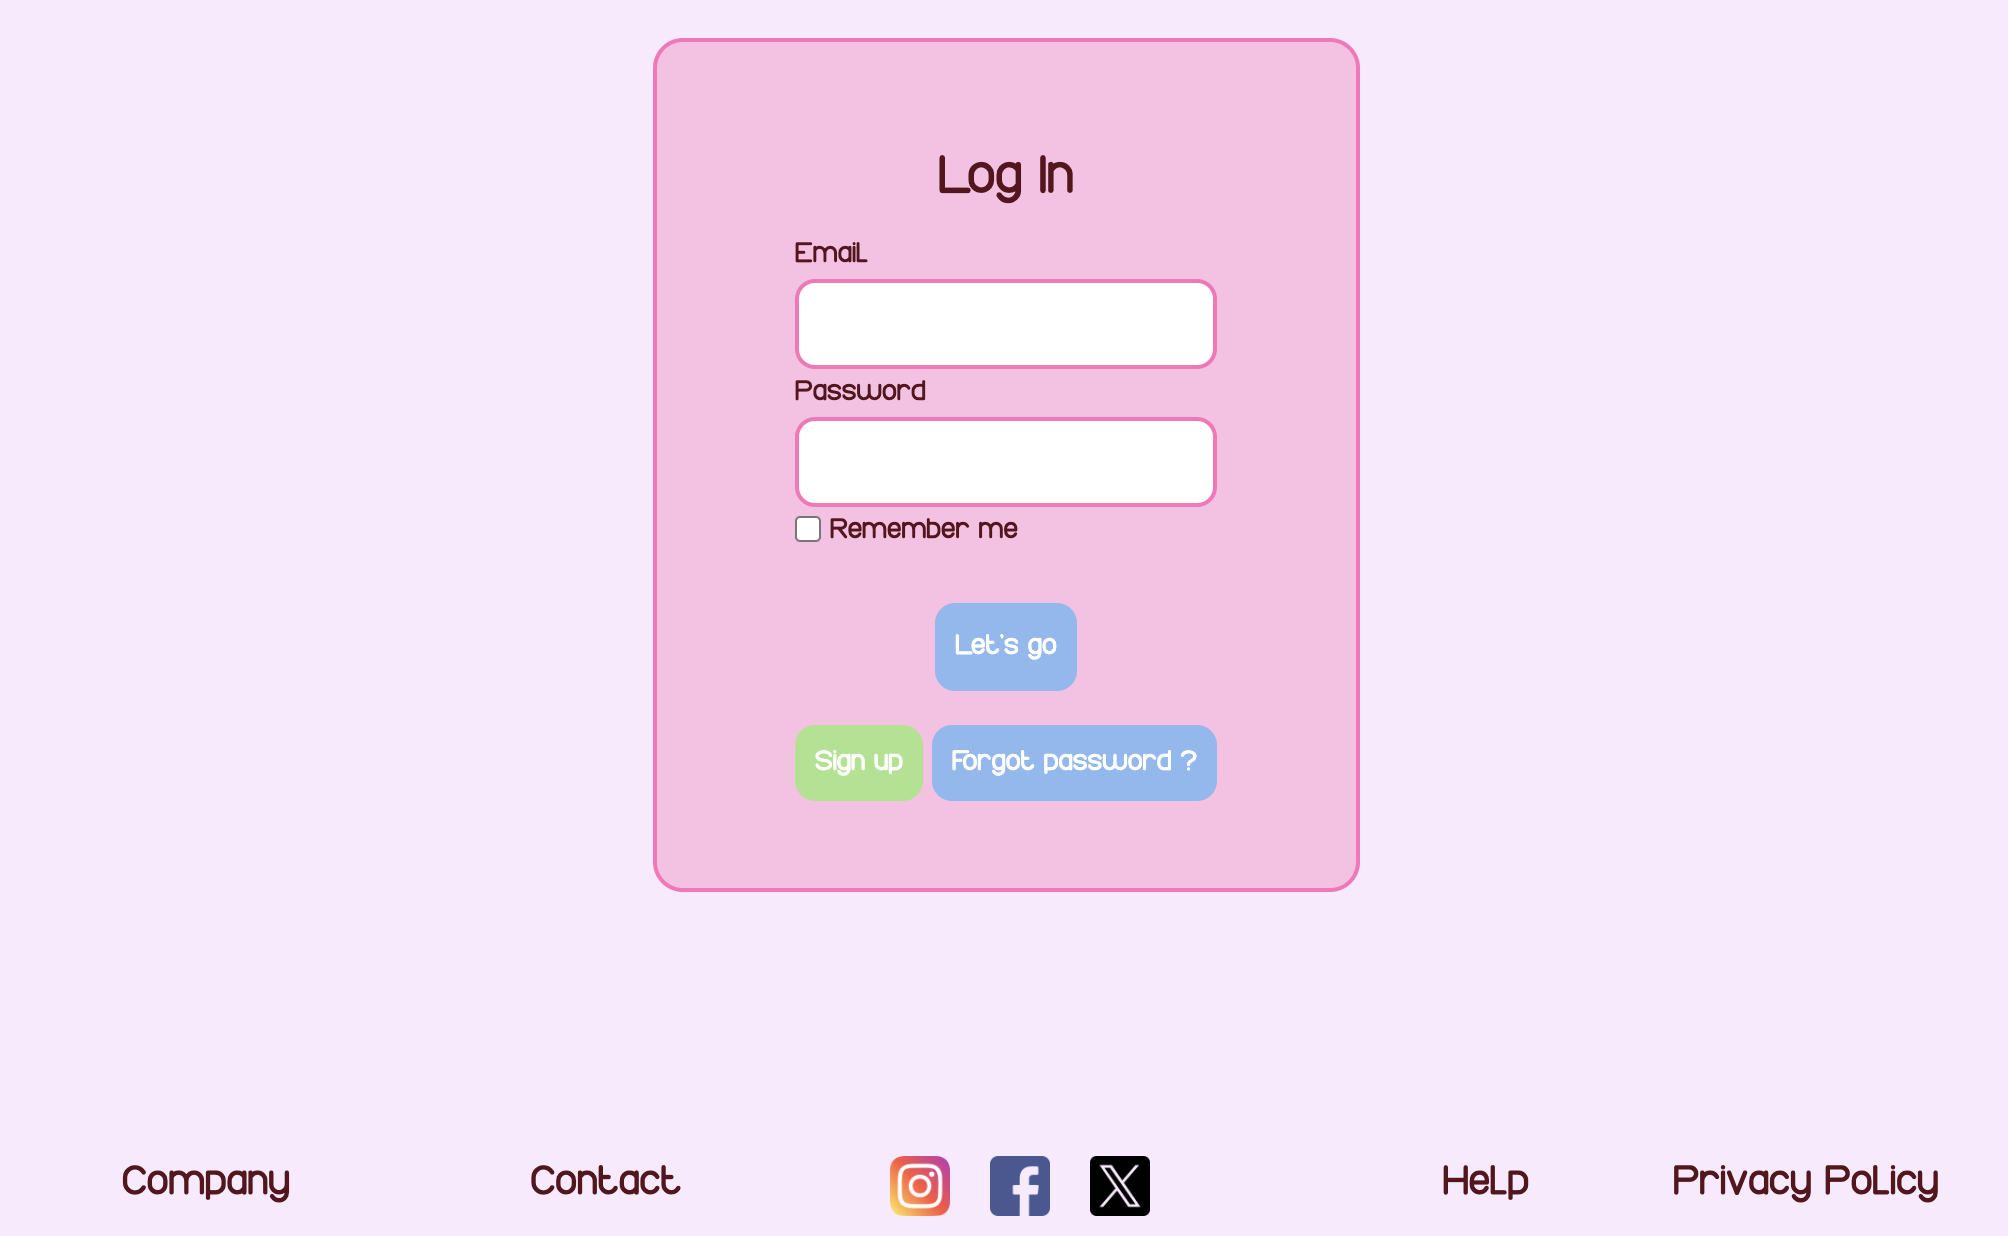 Log In
Email
Password
Remember me
Let's go
Sign up
Forgot password ?
Company
Contact
Help
Privacy Policy